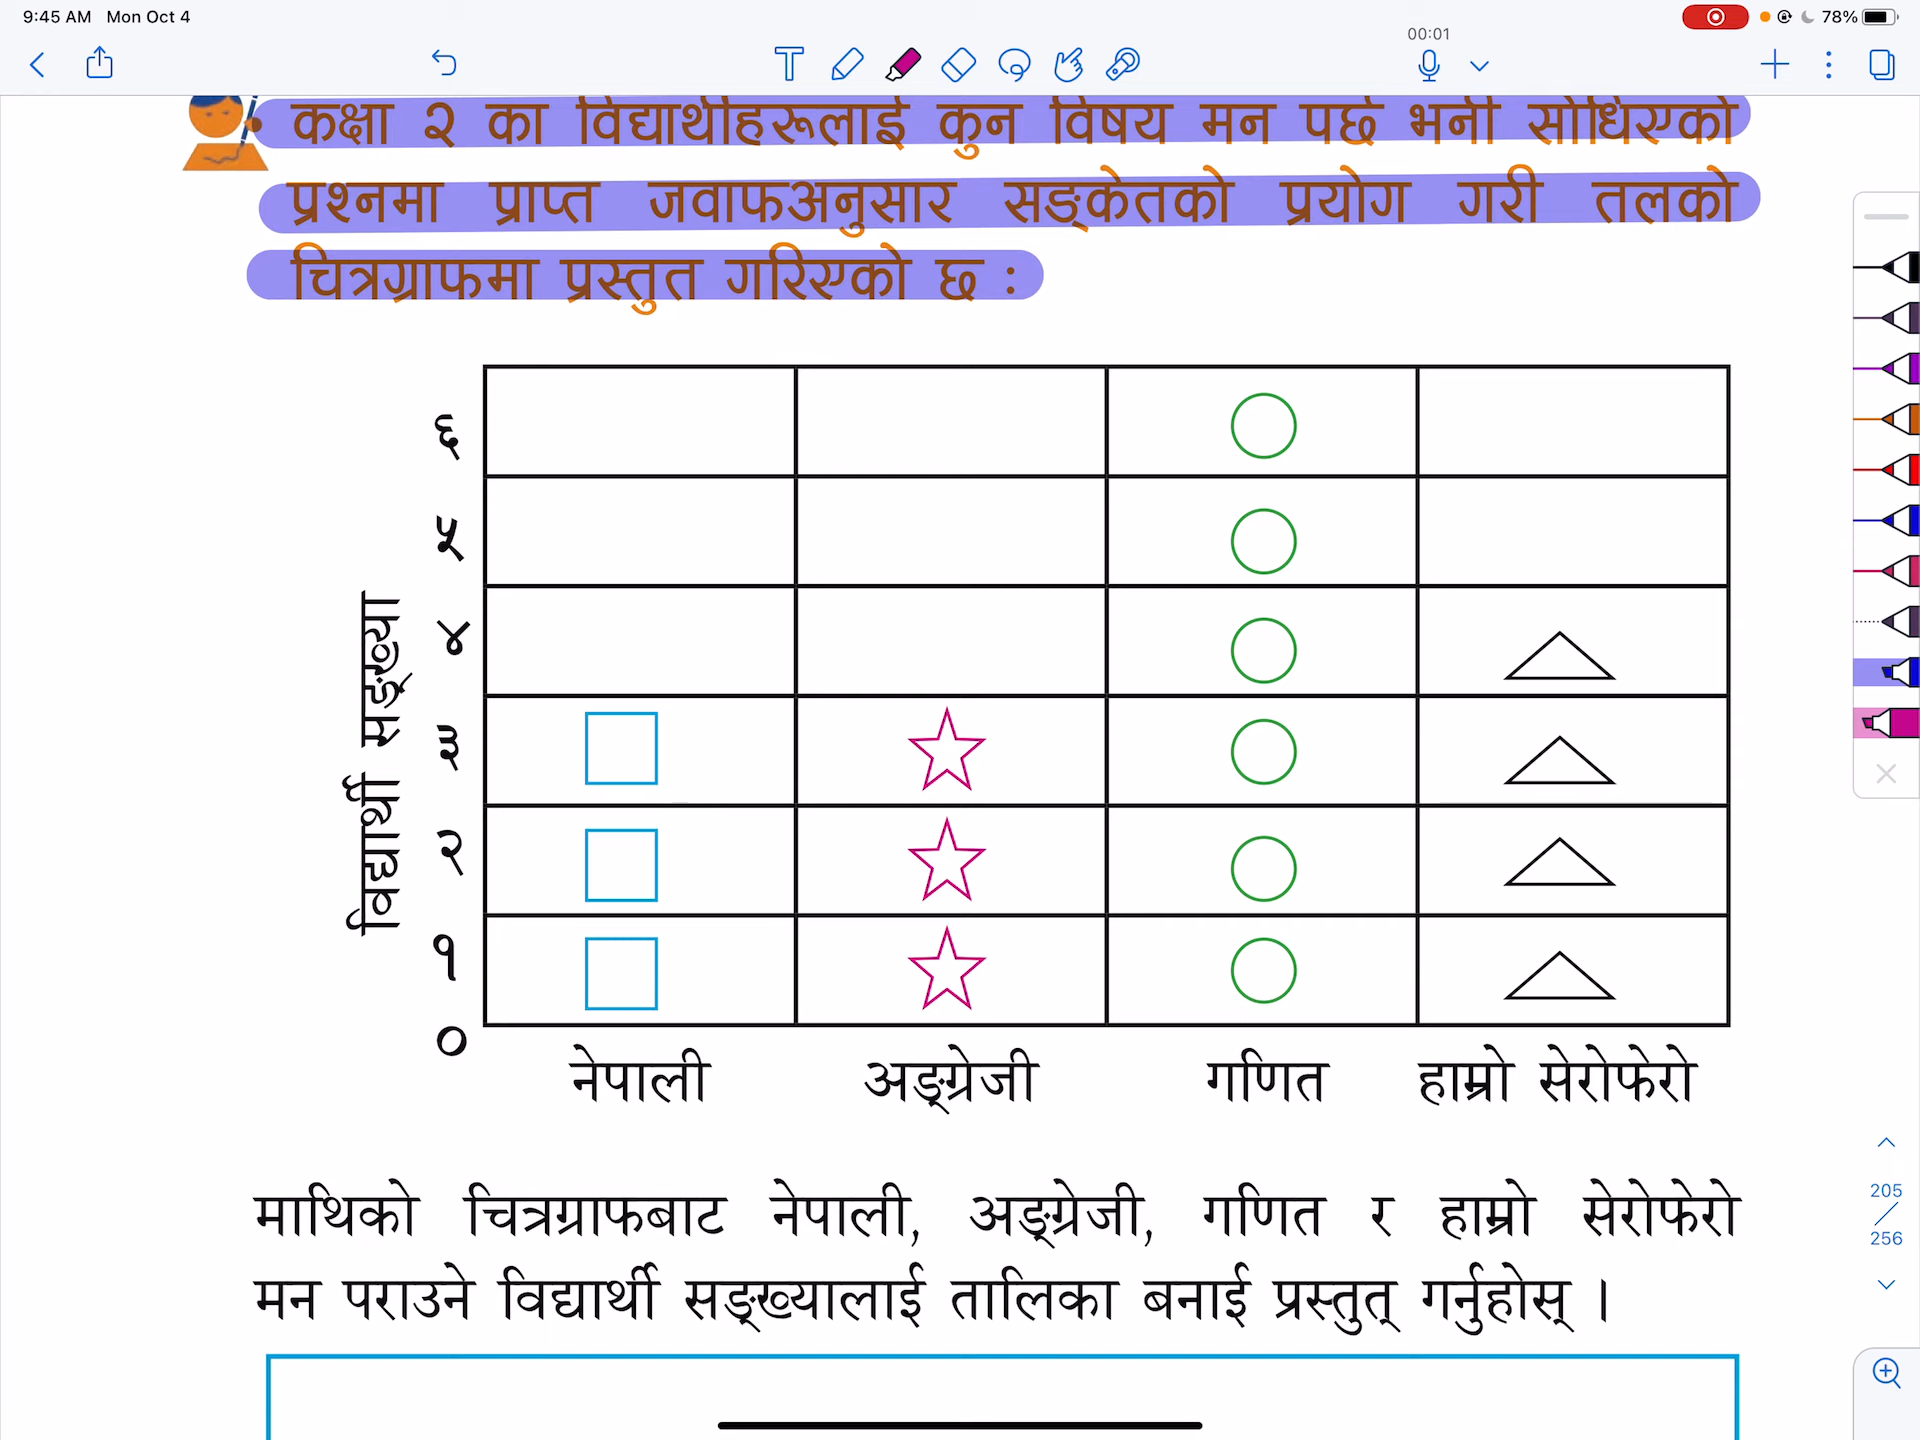 9:45 AM Mon Oct 4
78%
00:01
कक्षा २ का विद्यार्थीहरूलाई कुन विषय मन पर्छ भनी सोधिएको
प्रश्नमा प्राप्त जवाफअनुसार सङ्केतको प्रयोग गरी तलको
चित्रग्राफमा प्रस्तुत गरिएको छ :
विद्यार्थी सङ्ख्या
६
५
४
३
२
१
०
नेपाली अङ्ग्रेजी गणित हाम्रो सेरोफेरो
माथिको चित्रग्राफबाट नेपाली, अङ्ग्रेजी, गणित र हाम्रो सेरोफेरो
मन पराउने विद्यार्थी सङ्ख्यालाई तालिका बनाई प्रस्तुत् गर्नुहोस् ।
205
/
256